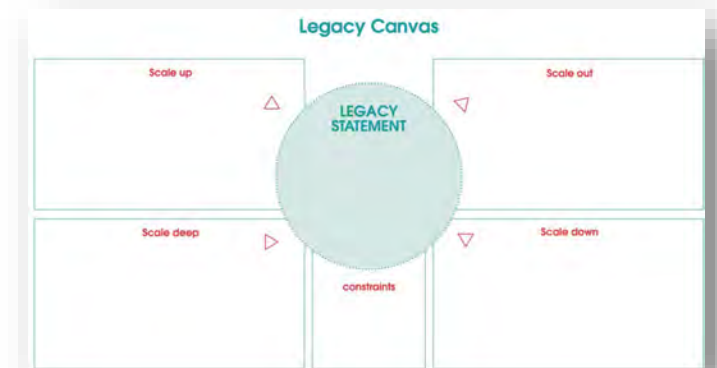 Legacy Canvas
Scale up
Scale out
LEGACY
STATEMENT
Scale deep
Scale down
constraints